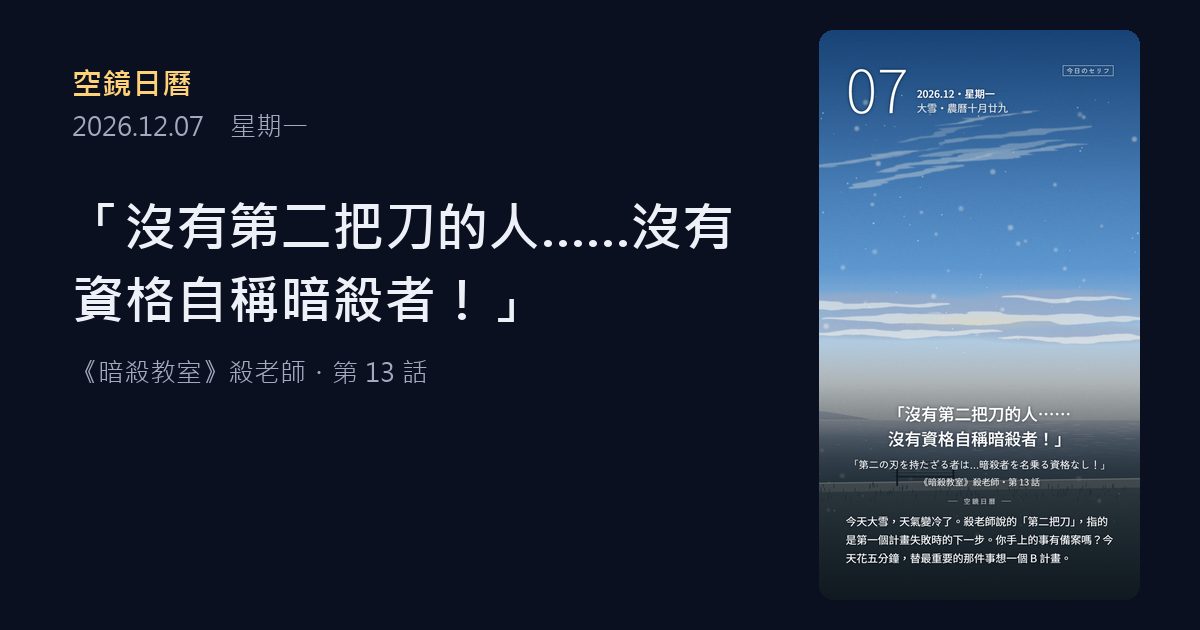 空鏡日曆
2026.12.07 星期一
「沒有第二把刀的人……沒有
資格自稱暗殺者！」
《暗殺教室》殺老師・第 13 話
07
2026.12・星期一
大雪・農曆十月廿九
今日のセリフ
「沒有第二把刀的人……
沒有資格自稱暗殺者！」
「第二の刃を持たざる者は…暗殺者を名乗る資格なし！」
《暗殺教室》殺老師・第 13 話
— 空鏡日曆 —
今天大雪，天氣變冷了。殺老師說的「第二把刀」，指的
是第一個計畫失敗時的下一步。你手上的事有備案嗎？今
天花五分鐘，替最重要的那件事想一個 B 計畫。